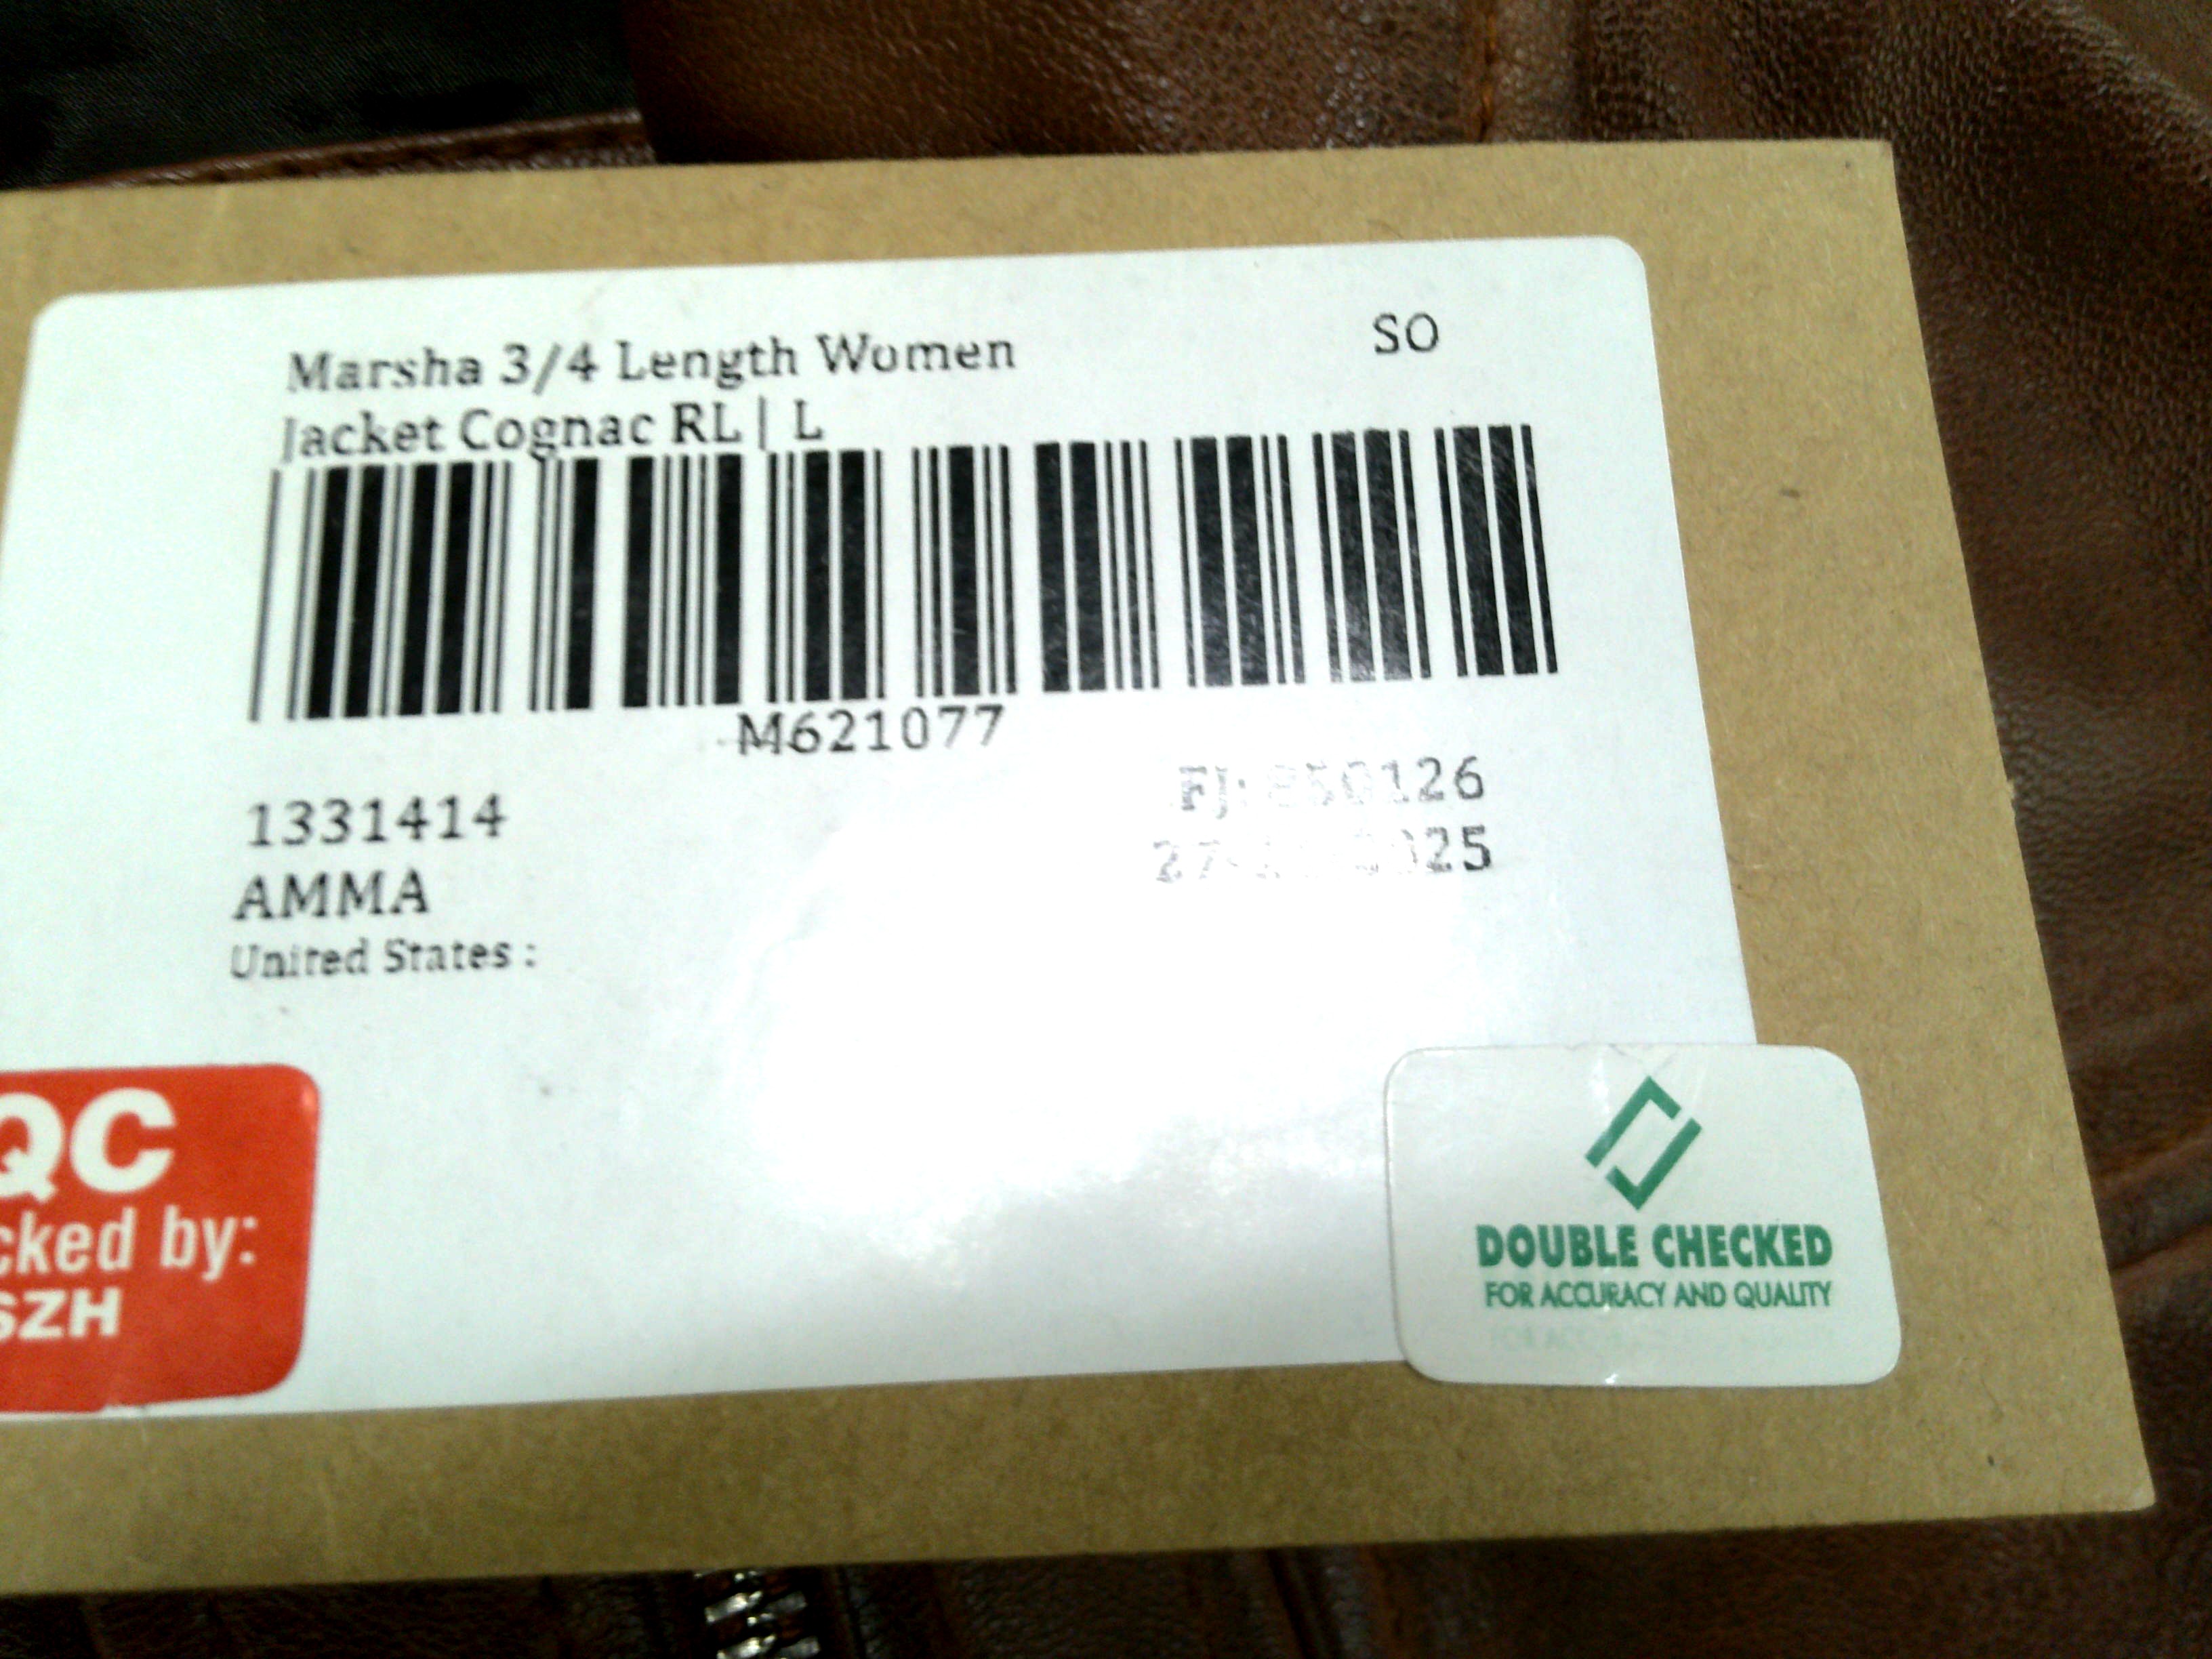 Marsha 3/4 Length Women
SO
Jacket Cognac RL | L
M621077
1331414
AMMA
United States :
QC
by:
SZH
DOUBLE CHECKED
FOR ACCURACY AND QUALITY